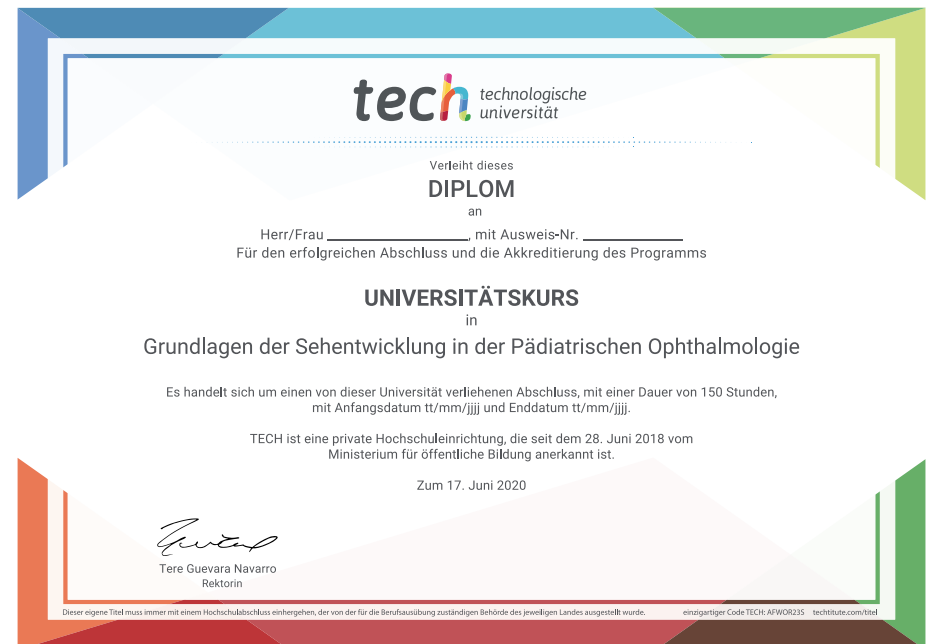 tech technologische
universität
Verleiht dieses
DIPLOM
an
Herr/Frau ________________, mit Ausweis-Nr. ____________
Für den erfolgreichen Abschluss und die Akkreditierung des Programms
UNIVERSITÄTSKURS
in
Grundlagen der Sehentwicklung in der Pädiatrischen Ophthalmologie
Es handelt sich um einen von dieser Universität verliehenen Abschluss, mit einer Dauer von 150 Stunden,
mit Anfangsdatum tt/mm/jjjj und Enddatum tt/mm/jjjj.
TECH ist eine private Hochschuleinrichtung, die seit dem 28. Juni 2018 vom
Ministerium für öffentliche Bildung anerkannt ist.
Zum 17. Juni 2020
Tere Guevara Navarro
Rektorin
Dieser eigene Titel muss immer mit einem Hochschulabschluss einhergehen, der von der für die Berufsausübung zuständigen Behörde des jeweiligen Landes ausgestellt wurde. einzigartiger Code TECH: AFWOR23S techtitute.com/titel